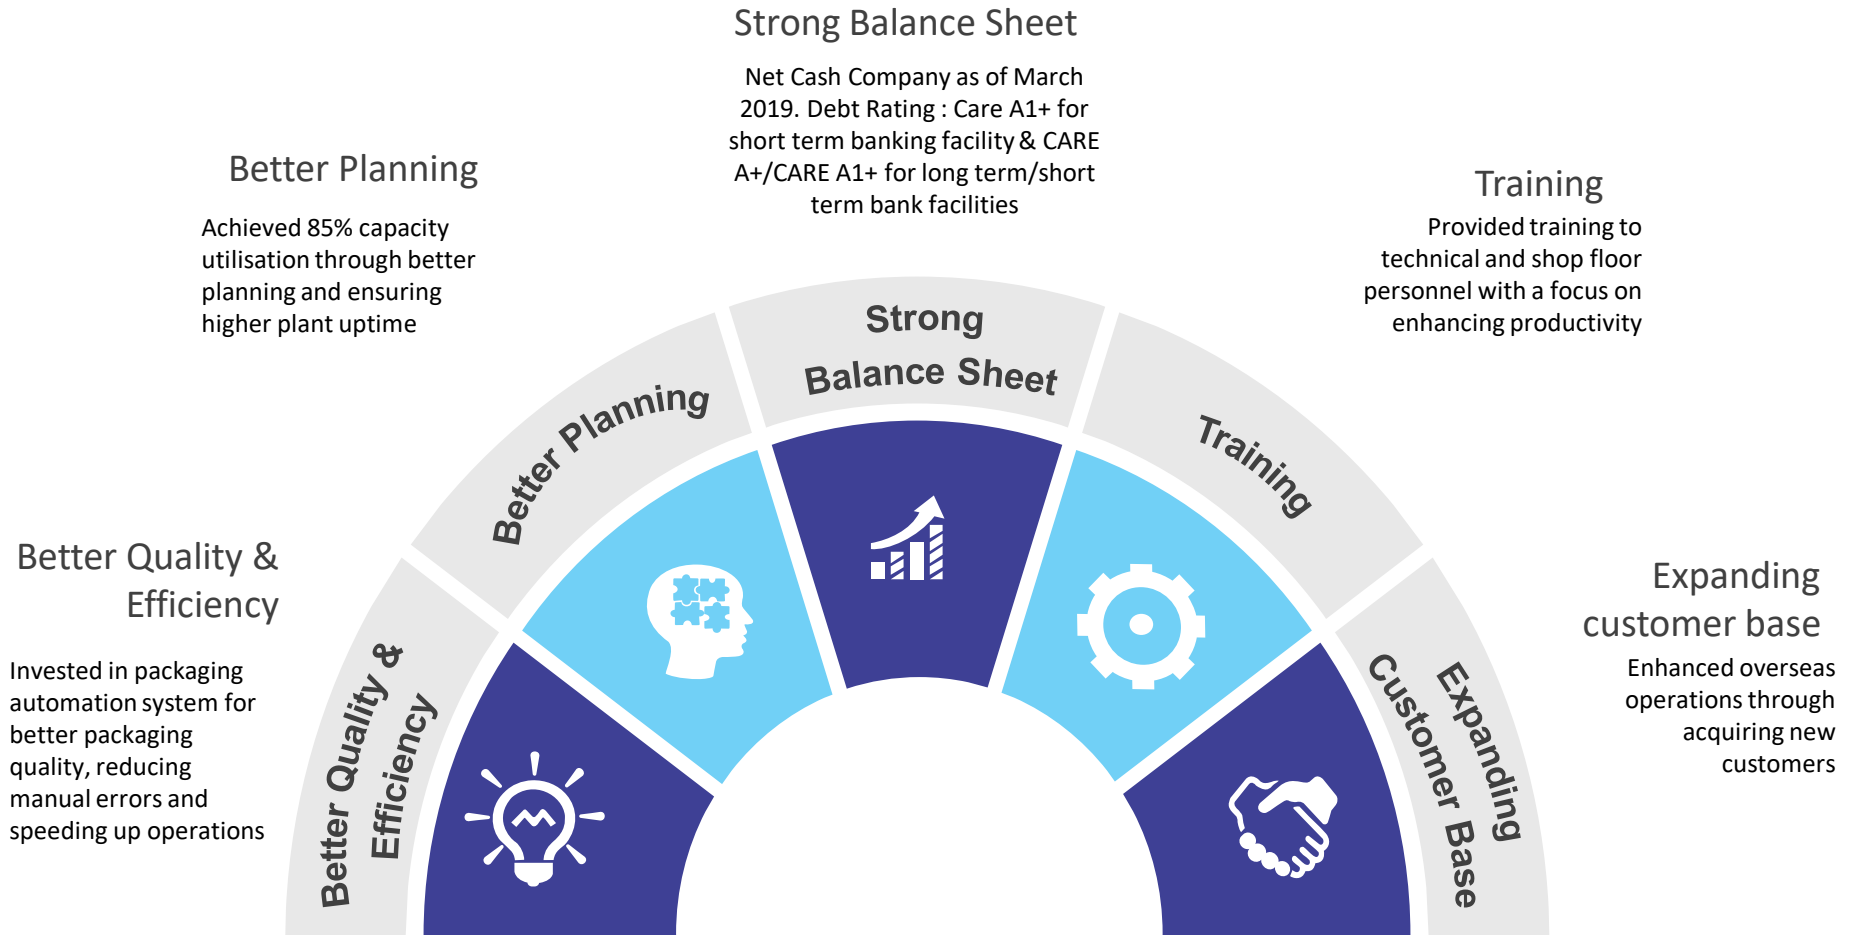 Strong Balance Sheet
Net Cash Company as of March
2019. Debt Rating : Care A1+ for
short term banking facility & CARE
A+/CARE A1+ for long term/short
term bank facilities
Better Planning
Achieved 85% capacity
utilisation through better
planning and ensuring
higher plant uptime
Training
Provided training to
technical and shop floor
personnel with a focus on
enhancing productivity
Better Quality &
Efficiency
Invested in packaging
automation system for
better packaging
quality, reducing
manual errors and
speeding up operations
Expanding
customer base
Enhanced overseas
operations through
acquiring new
customers
Better Quality &
Efficiency
Better Planning
Strong
Balance Sheet
Training
Expanding
Customer Base